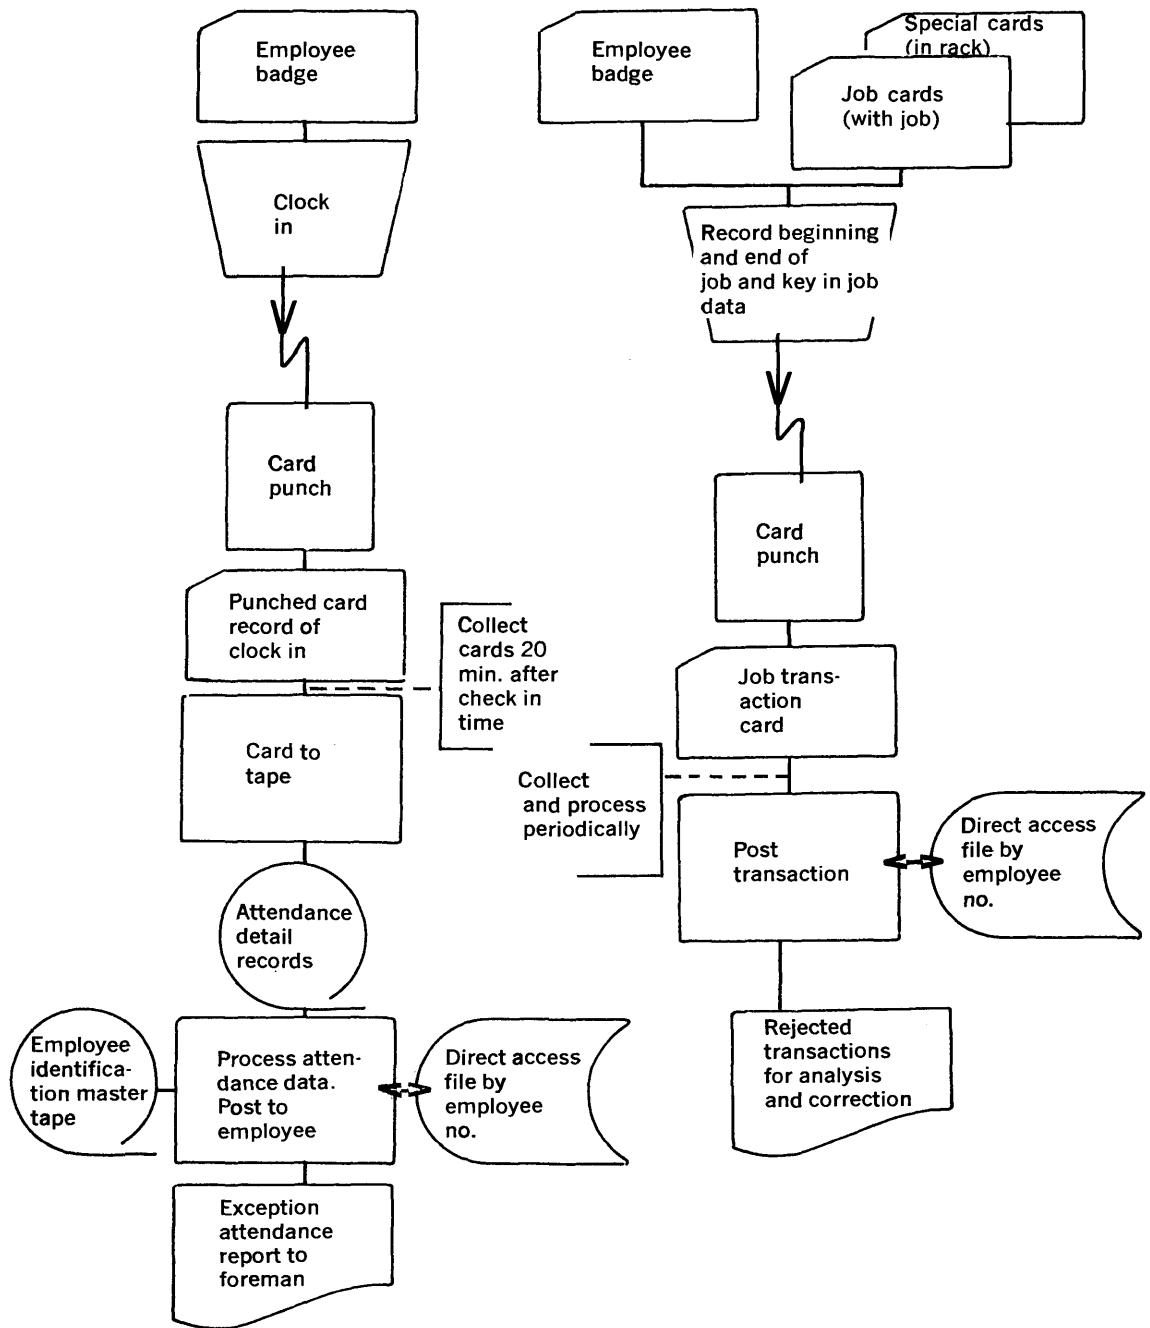 Employee
badge
Clock
in
Card
punch
Punched card
record of
clock in
Collect
cards 20
min. after
check in
time
Card to
tape
Attendance
detail
records
Employee
identifica-
tion master
tape
Process atten-
dance data.
Post to
employee
Direct access
file by
employee
no.
Exception
attendance
report to
foreman
Employee
badge
Special cards
(in rack)
Job cards
(with job)
Record beginning
and end of
job and key in job
data
Card
punch
Job trans-
action
card
Collect
and process
periodically
Post
transaction
Direct access
file by
employee
no.
Rejected
transactions
for analysis
and correction